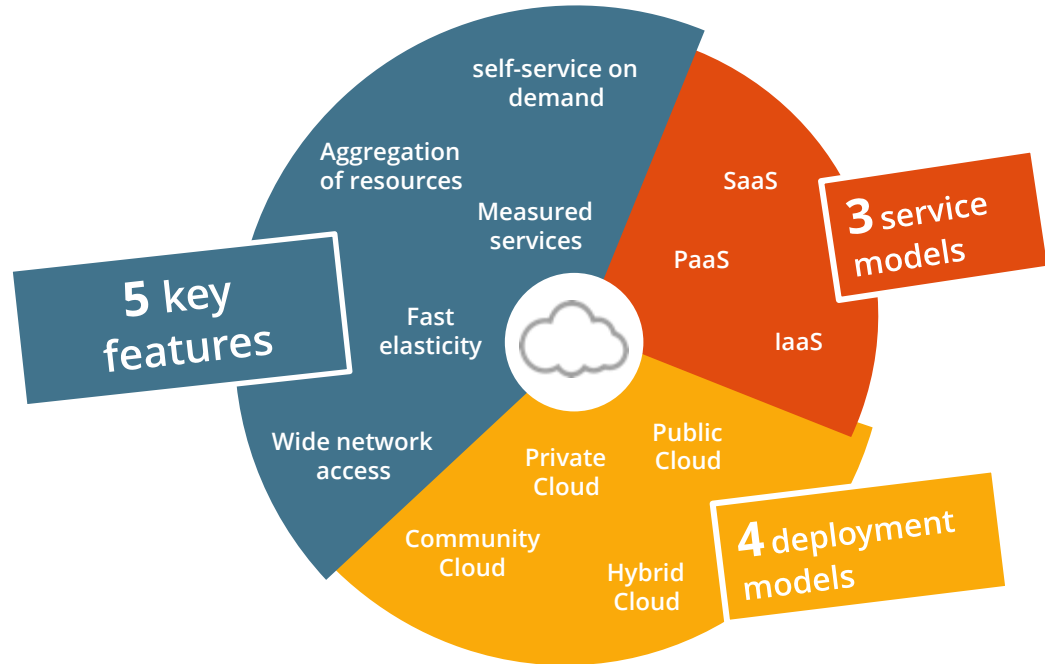 self-service on
demand
Aggregation
of resources
Measured
services
5 key
features
Fast
elasticity
Wide network
access
SaaS
PaaS
IaaS
3 service
models
Public
Cloud
Private
Cloud
Community
Cloud
Hybrid
Cloud
4 deployment
models